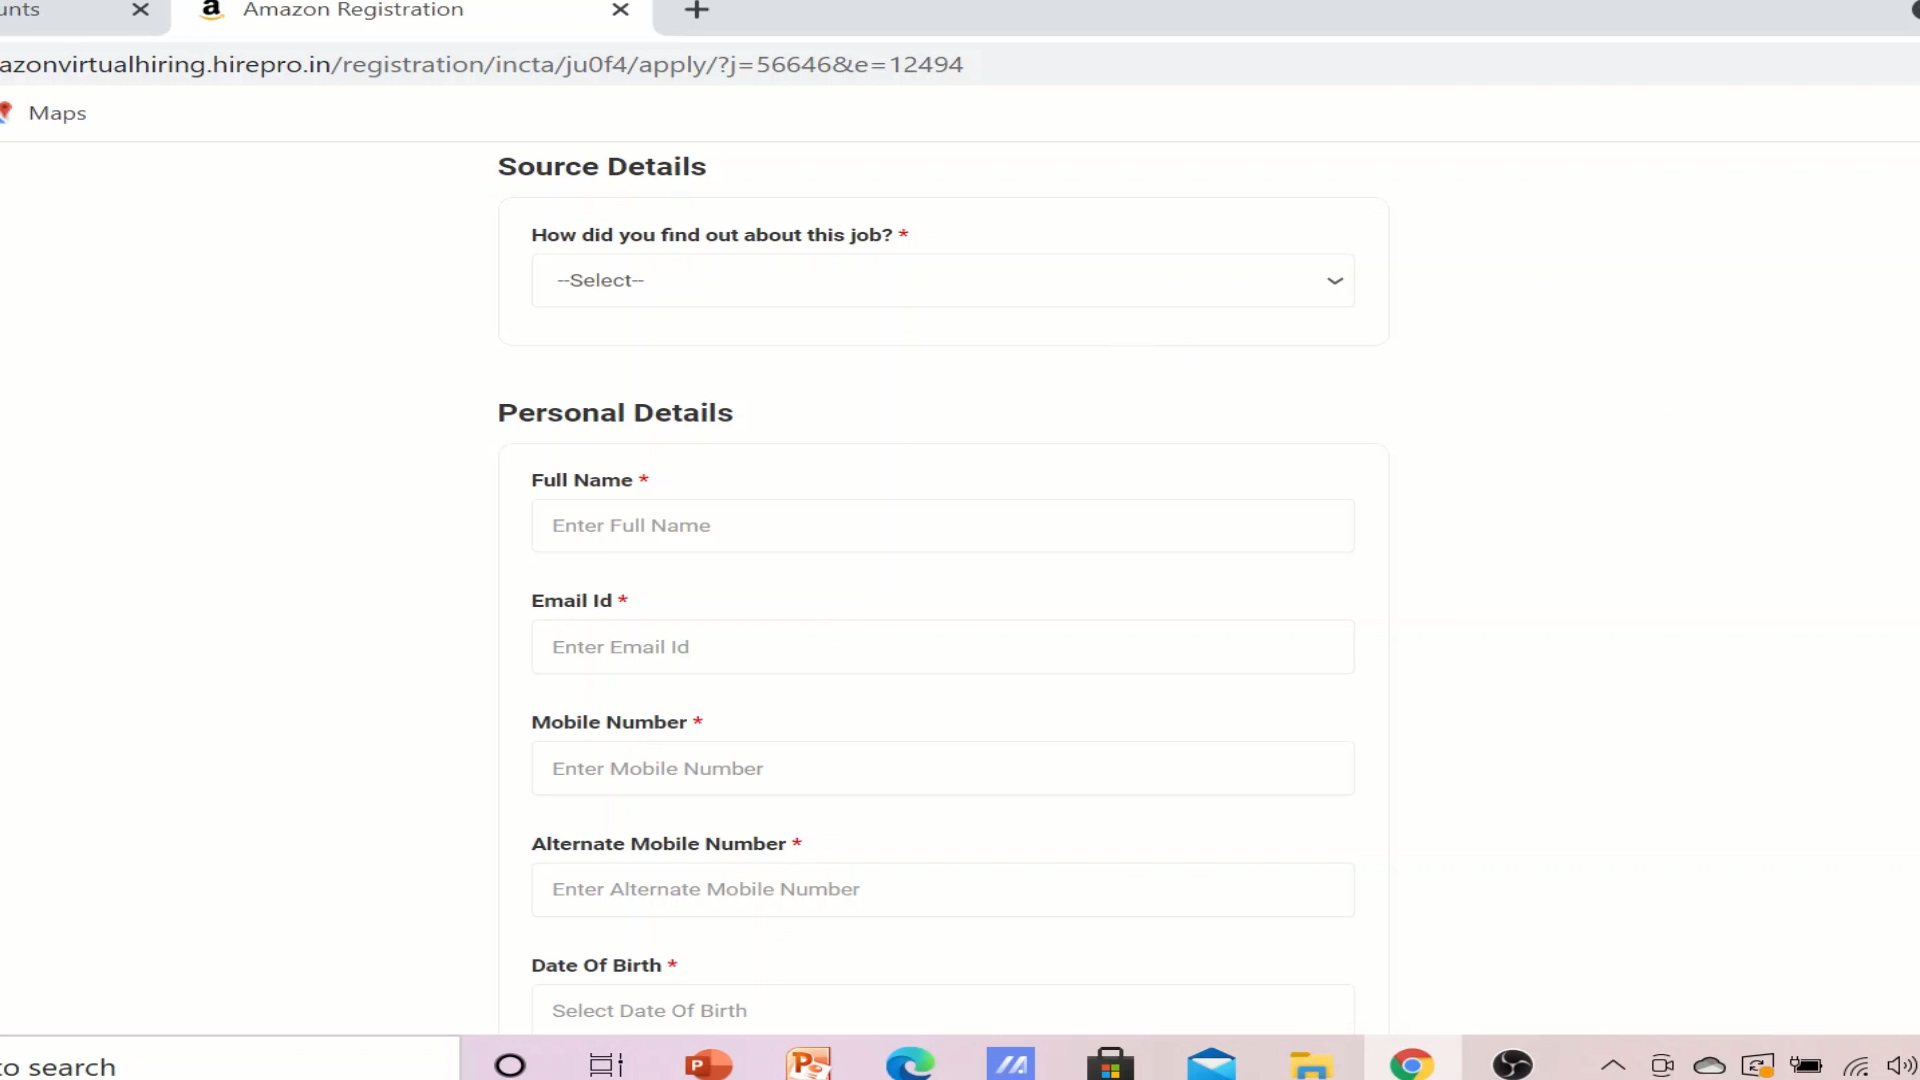 unts
a Amazon Registration
azonvirtualhiring.hirepro.in/registration/incta/ju0f4/apply/?j=56646&e=12494
Maps
Source Details
How did you find out about this job? *
--Select--
Personal Details
Full Name *
Enter Full Name
Email Id *
Enter Email Id
Mobile Number *
Enter Mobile Number
Alternate Mobile Number *
Enter Alternate Mobile Number
Date Of Birth *
Select Date Of Birth
to search